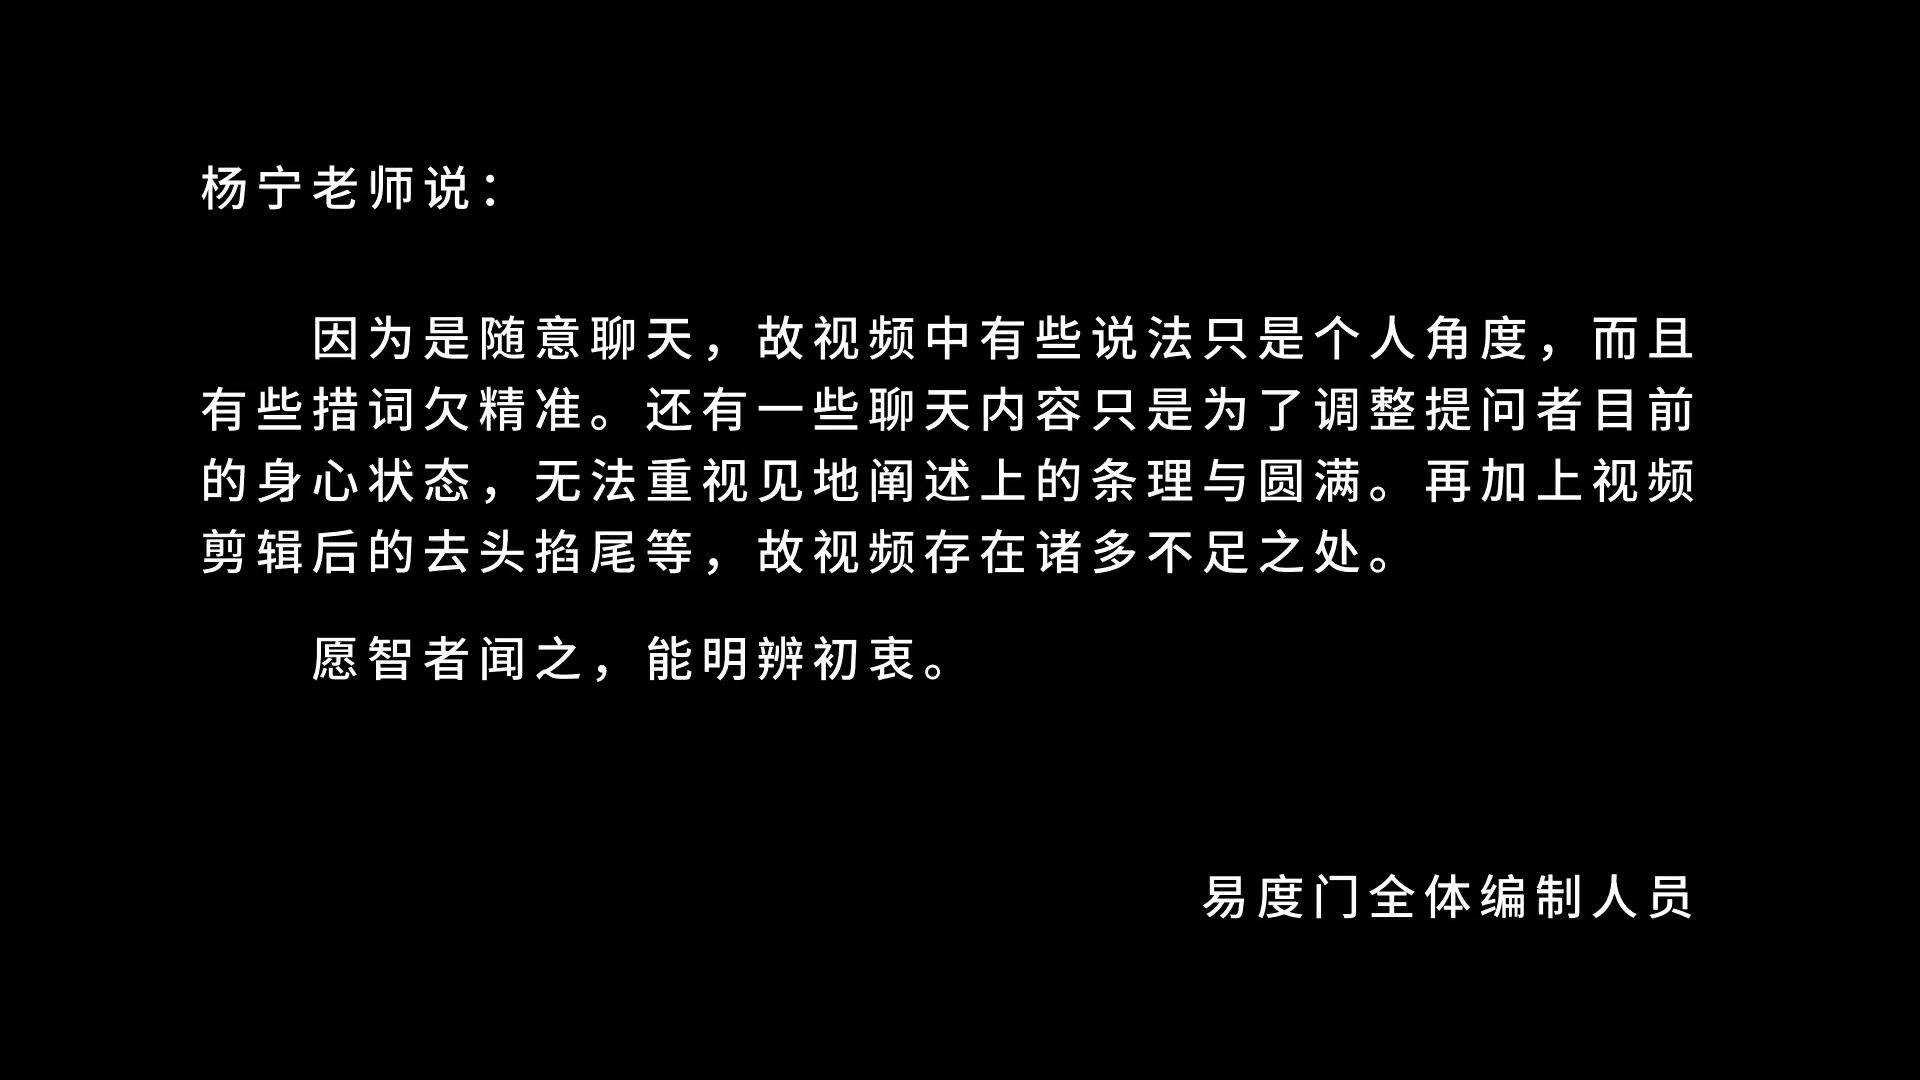 杨宁老师说：
因为是随意聊天，故视频中有些说法只是个人角度，而且
有些措词欠精准。还有一些聊天内容只是为了调整提问者目前
的身心状态，无法重视见地阐述上的条理与圆满。再加上视频
剪辑后的去头掐尾等，故视频存在诸多不足之处。
愿智者闻之，能明辨初衷。
易度门全体编制人员